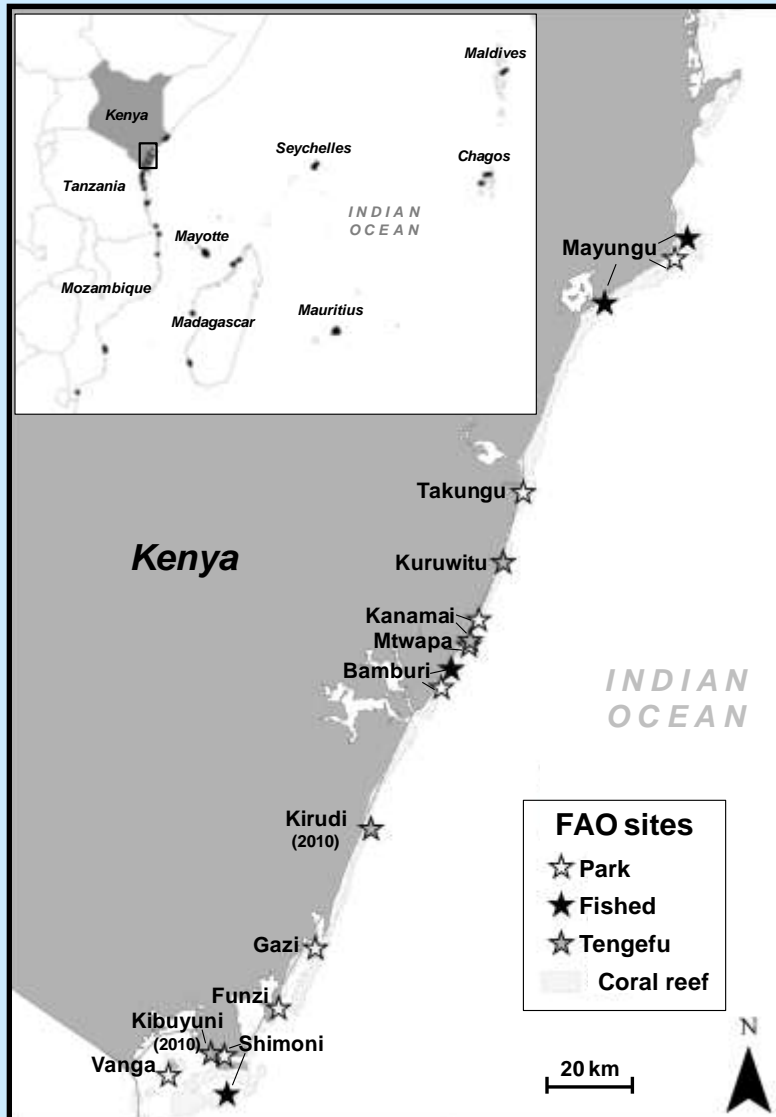 Maldives
Kenya
Seychelles
Chagos
Tanzania
INDIAN
OCEAN
Mayotte
Mozambique
Madagascar
Mauritius
Mayungu
Takungu
Kenya
Kuruwitu
Kanamai
Mtwapa
Bamburi
INDIAN
OCEAN
Kirudi
(2010)
FAO sites
Park
Fished
Tengefu
Coral reef
Gazi
Funzi
Kibuyuni
(2010)
Shimoni
Vanga
20 km
N